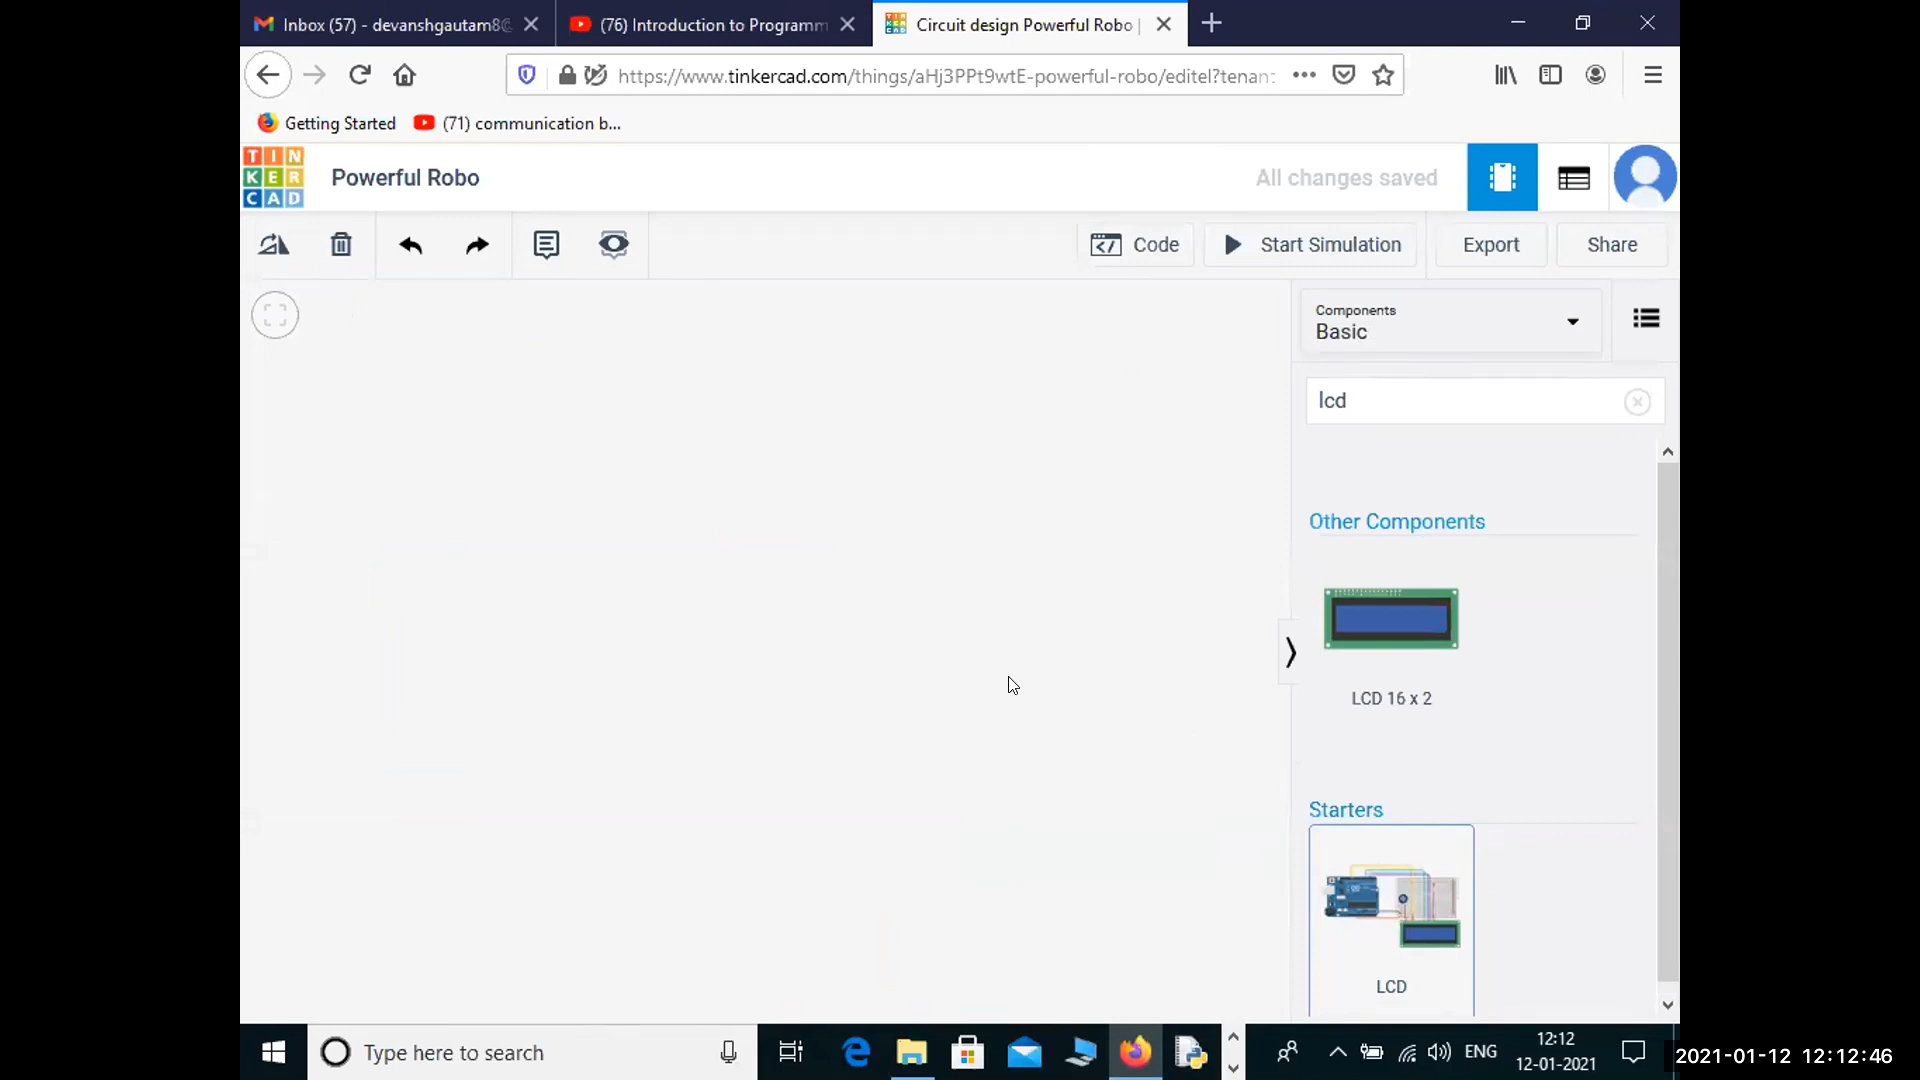 Inbox (57) - devanshgautam8@
(76) Introduction to Programm
Circuit design Powerful Robo |
https://www.tinkercad.com/things/aHj3PPt9wtE-powerful-robo/editel?tenant
Getting Started
(71) communication b...
TIN
KER
CAD
Powerful Robo
All changes saved
Code
Start Simulation
Export
Share
Components
Basic
lcd
Other Components
LCD 16 x 2
Starters
LCD
Type here to search
ENG
12:12
12-01-2021
2021-01-12 12:12:46